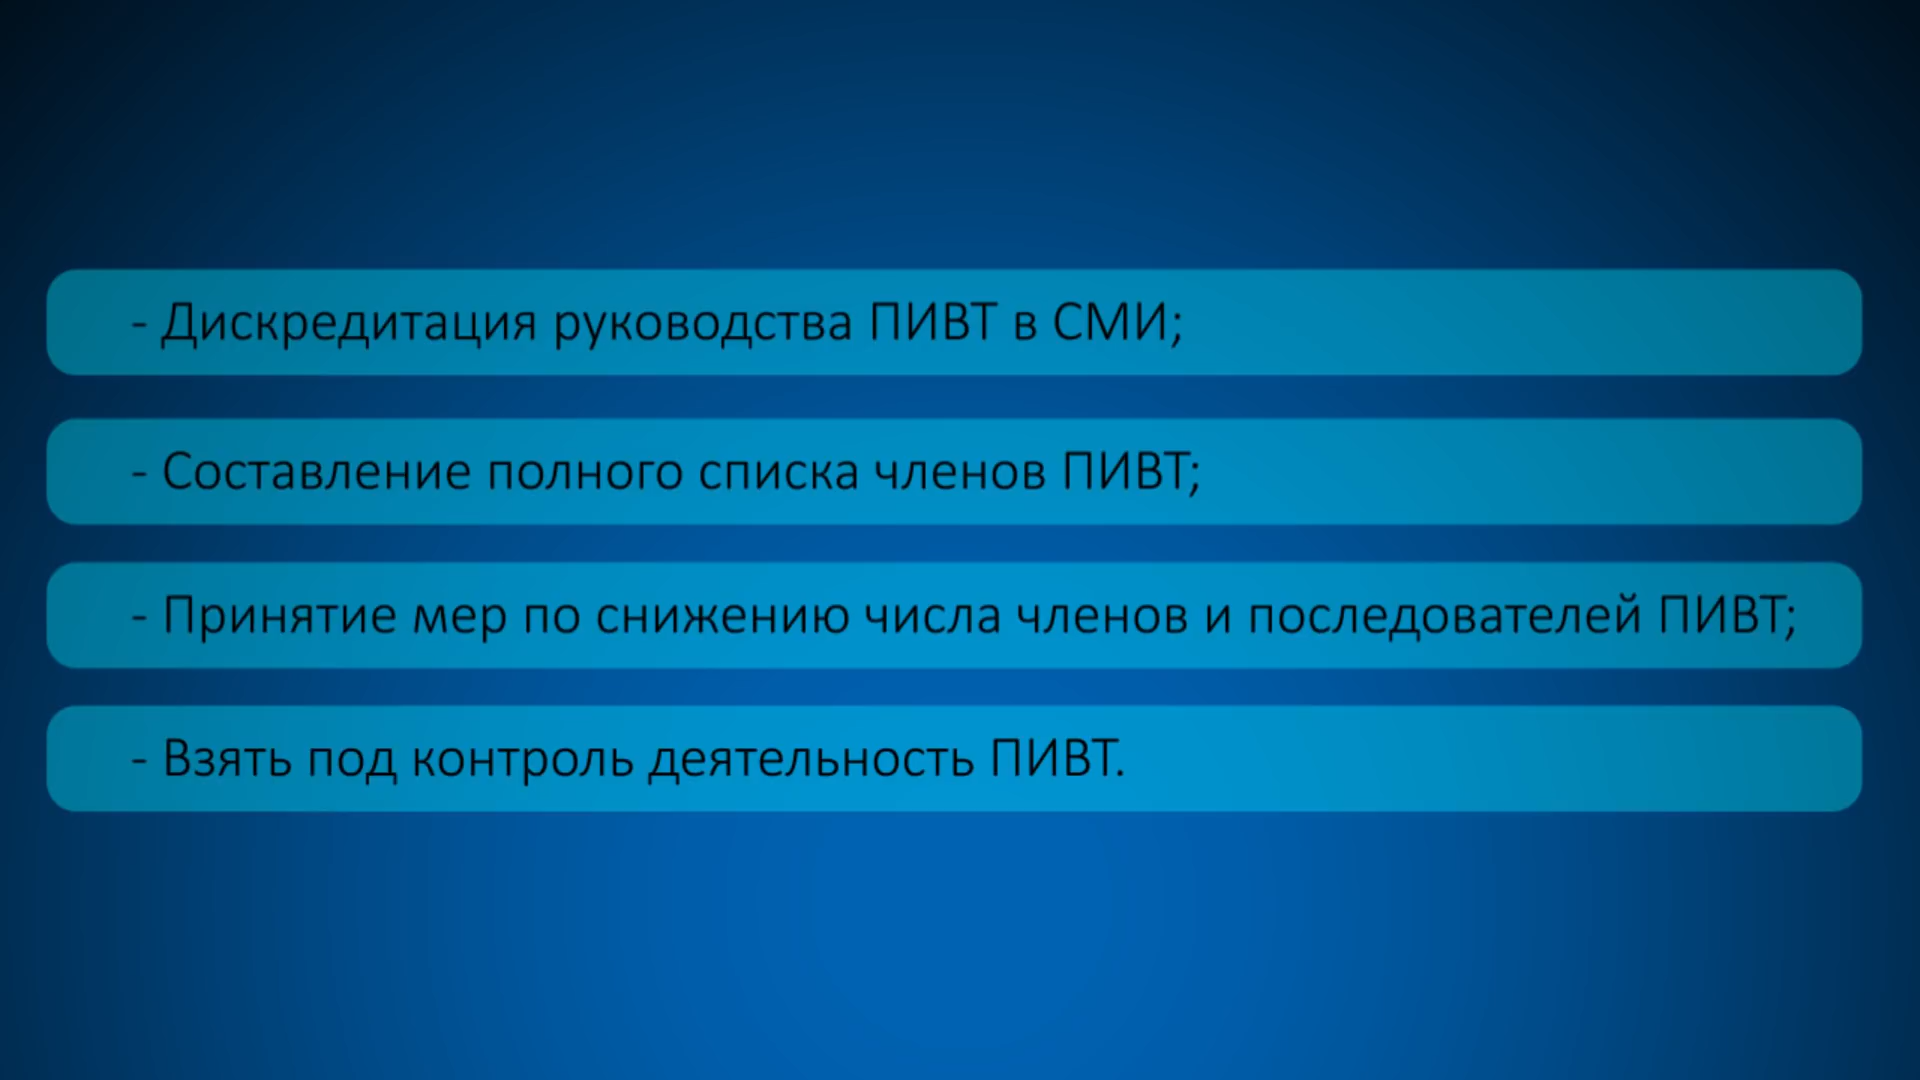 - Дискредитация руководства ПИВТ в СМИ;
- Составление полного списка членов ПИВТ;
- Принятие мер по снижению числа членов и последователей ПИВТ;
- Взять под контроль деятельность ПИВТ.